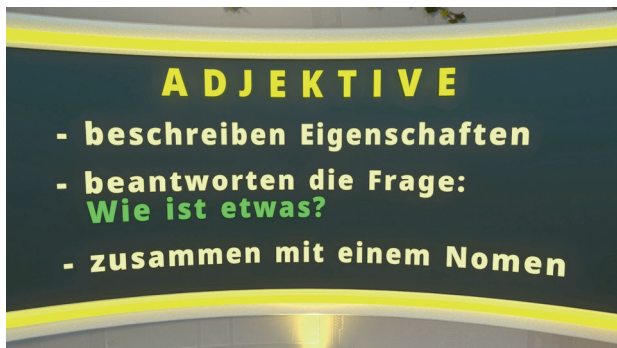 ADJEKTIVE
- beschreiben Eigenschaften
- beantworten die Frage:
Wie ist etwas?
- zusammen mit einem Nomen